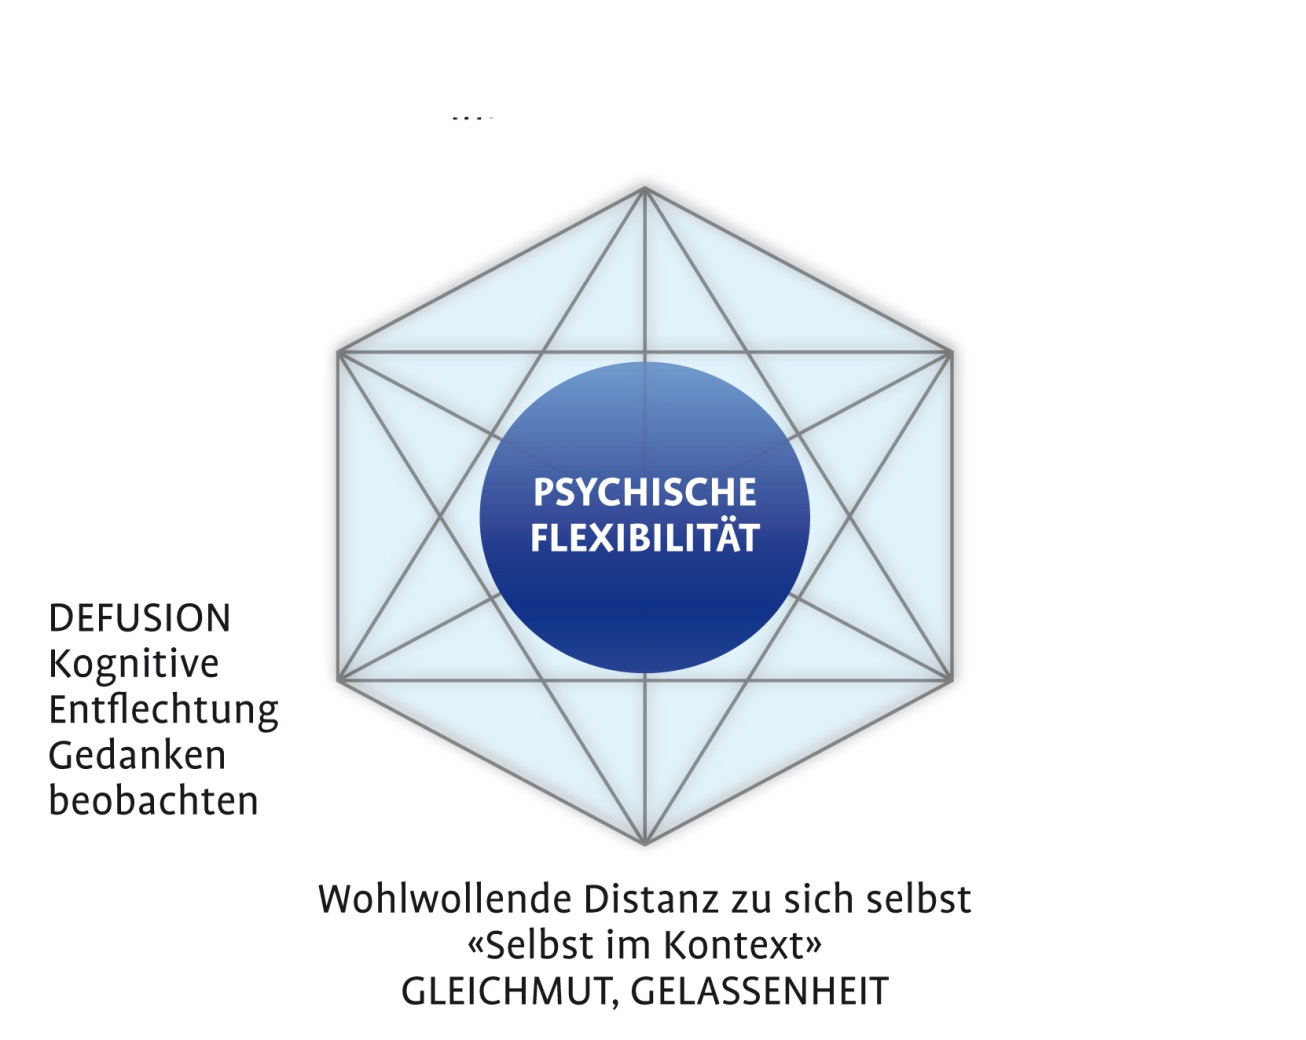 PSYCHISCHE
FLEXIBILITÄT
DEFUSION
Kognitive
Entflechtung
Gedanken
beobachten
Wohlwollende Distanz zu sich selbst
«Selbst im Kontext»
GLEICHMUT, GELASSENHEIT